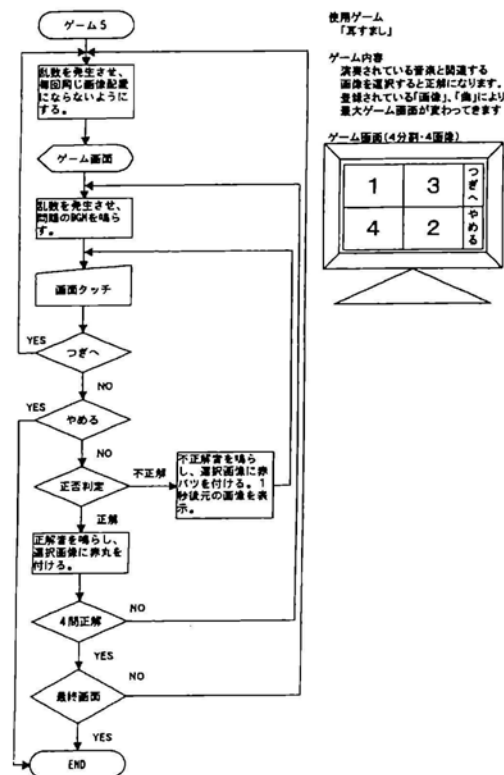 ゲーム5
乱数を発生させ、
毎回同じ画像配置
にならないように
する。
ゲーム画面
乱数を発生させ、
問題のBGMを鳴ら
す。
画面タッチ
YES
つぎへ
NO
YES
やめる
NO
正否判定
不正解
不正解音を鳴ら
し、選択画像に赤
バツを付ける。1
秒後元の画像を表
示。
正解
正解音を鳴らし、
選択画像に赤丸を
付ける。
4問正解
NO
YES
最終画面
NO
YES
END
使用ゲーム
「耳すまし」
ゲーム内容
演奏されている音楽と関連する
画像を選択すると正解になります。
登録されている「画像」、「曲」により
最大ゲーム画面が変わってきます
ゲーム画面(4分割・4画像)
1
3
つぎへ
4
2
やめる